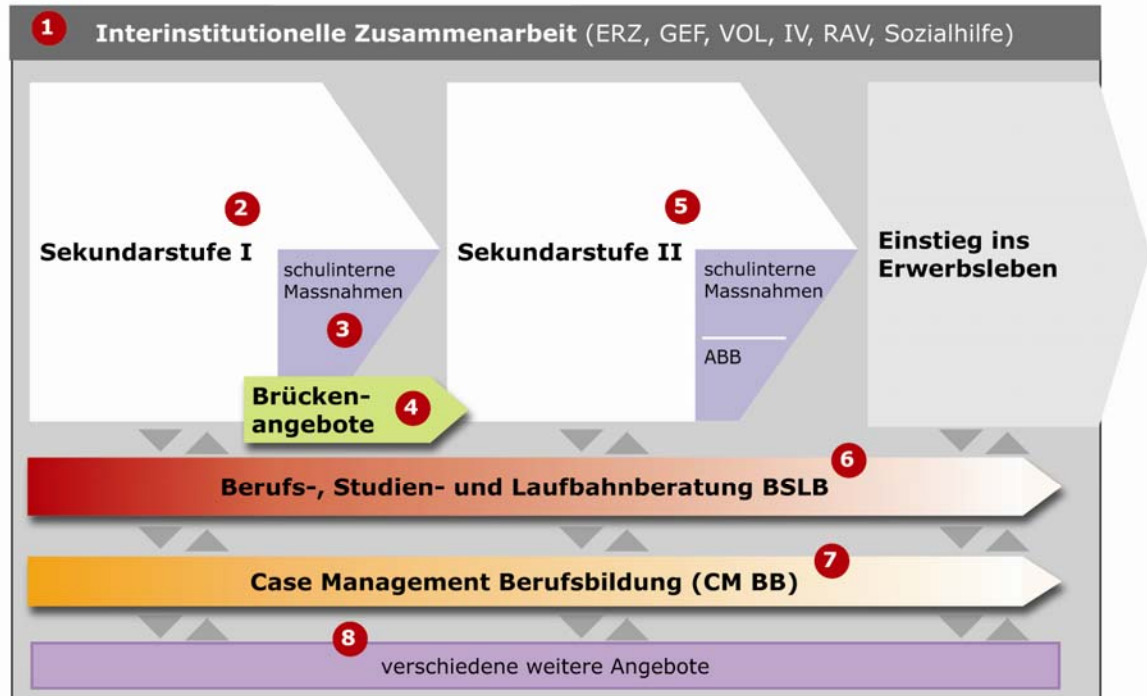 1 Interinstitutionelle Zusammenarbeit (ERZ, GEF, VOL, IV, RAV, Sozialhilfe)
2
Sekundarstufe I
schulinterne
Massnahmen
3
Brücken-
angebote
4
5
Sekundarstufe II
schulinterne
Massnahmen
ABB
Einstieg ins
Erwerbsleben
6
Berufs-, Studien- und Laufbahnberatung BSLB
7
Case Management Berufsbildung (CM BB)
8
verschiedene weitere Angebote